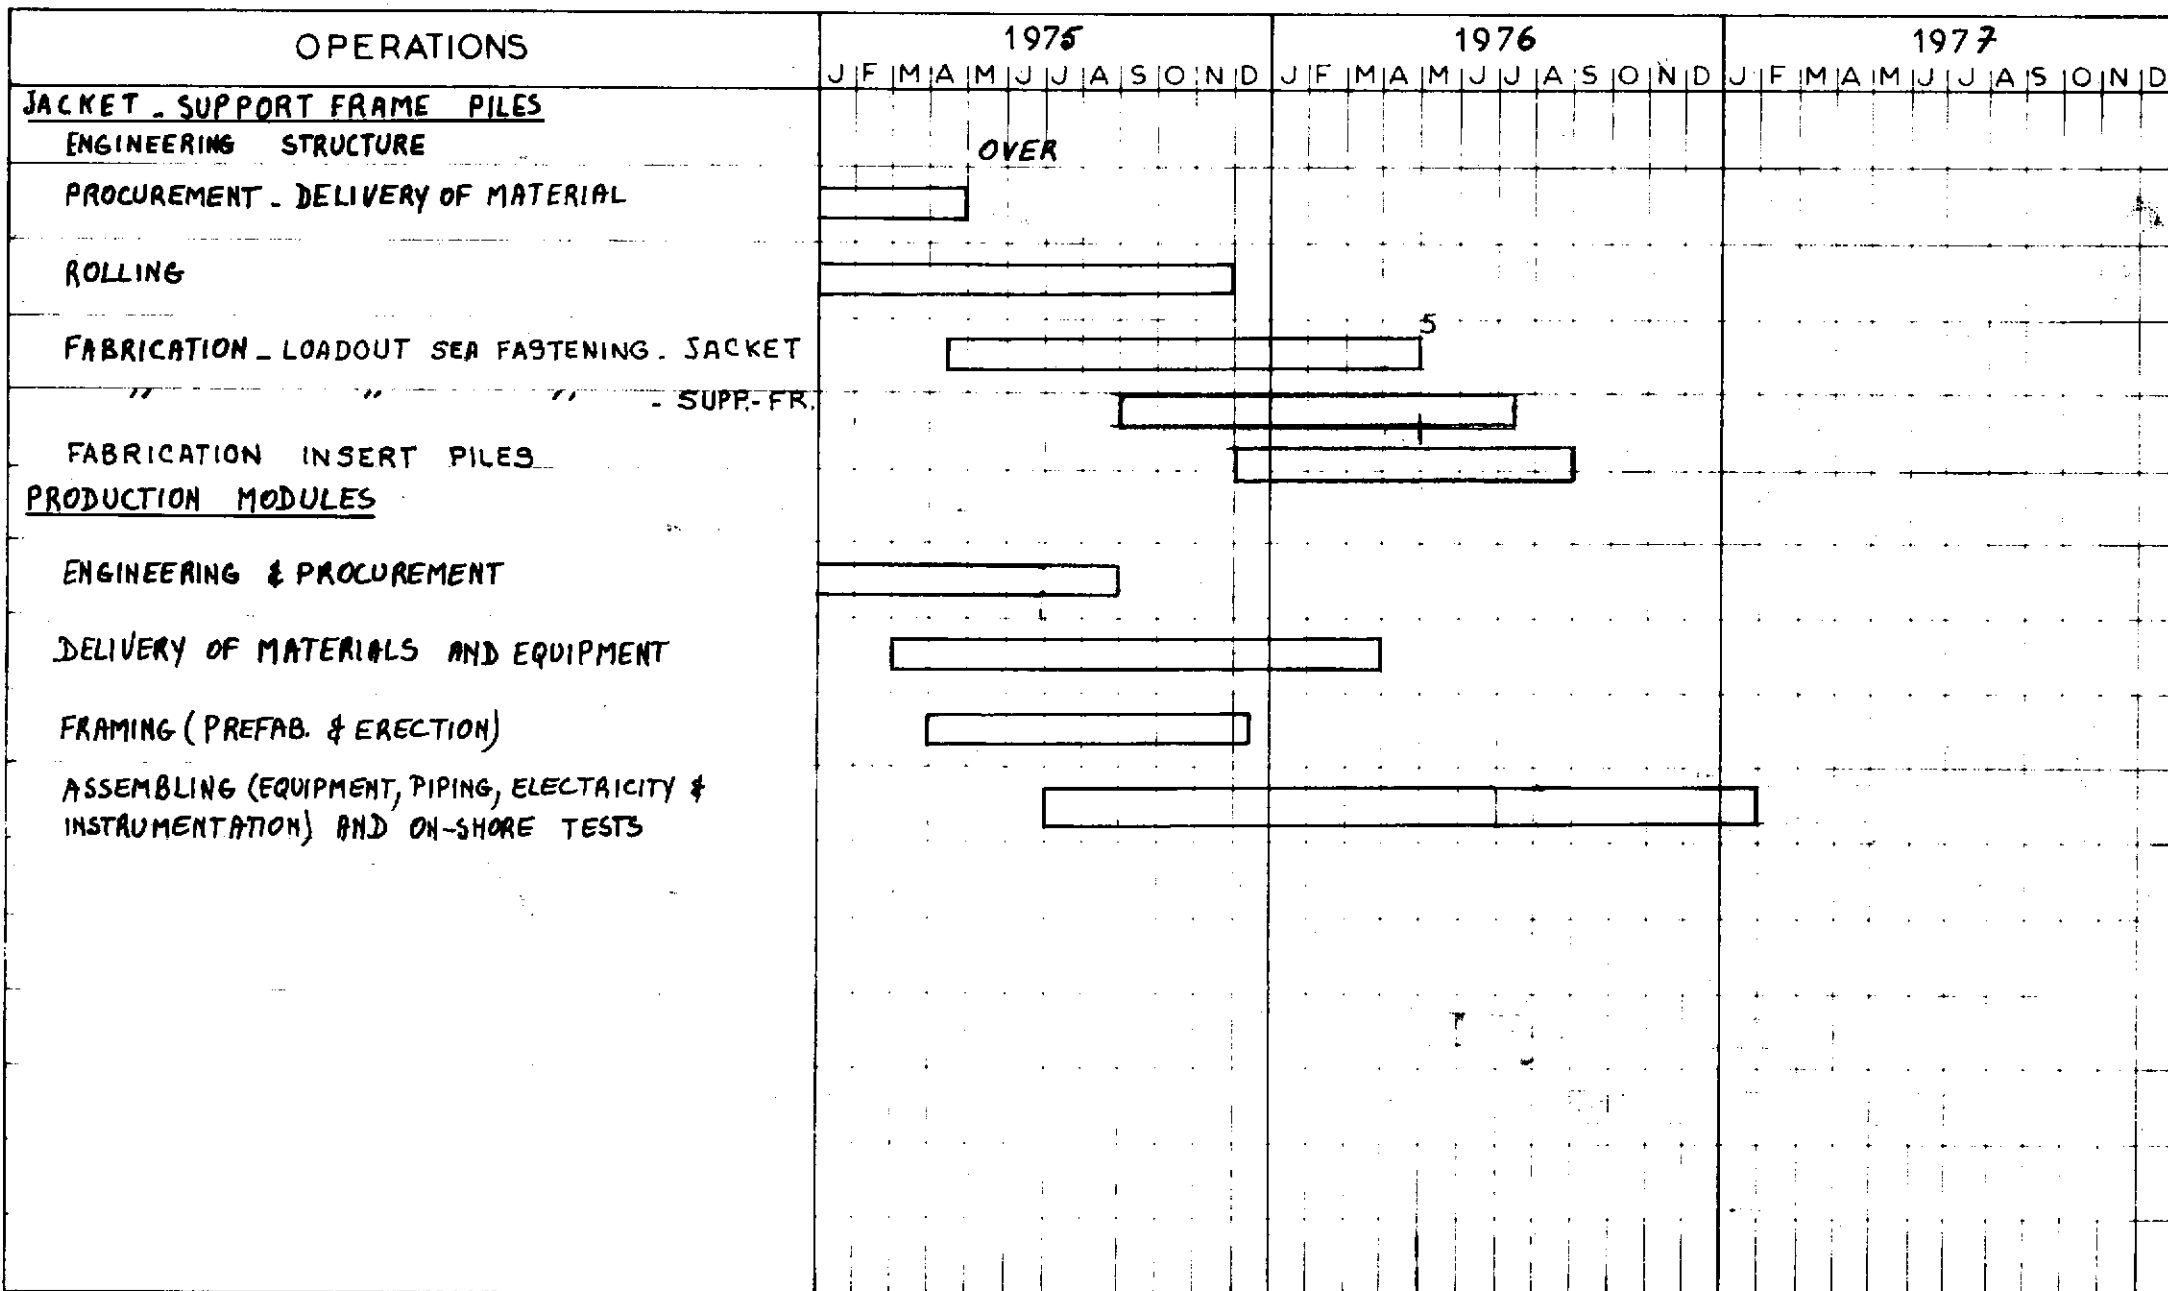 OPERATIONS
1975 1976 1977
J F M A M J J A S O N D J F M A M J J A S O N D J F M A M J J A S O N D
JACKET - SUPPORT FRAME PILES
ENGINEERING STRUCTURE OVER
PROCUREMENT - DELIVERY OF MATERIAL
ROLLING
5
FABRICATION - LOADOUT SEA FASTENING - JACKET
" " " - SUPP.-FR.
FABRICATION INSERT PILES
PRODUCTION MODULES
ENGINEERING & PROCUREMENT
DELIVERY OF MATERIALS AND EQUIPMENT
FRAMING (PREFAB. & ERECTION)
ASSEMBLING (EQUIPMENT, PIPING, ELECTRICITY &
INSTRUMENTATION) AND ON-SHORE TESTS